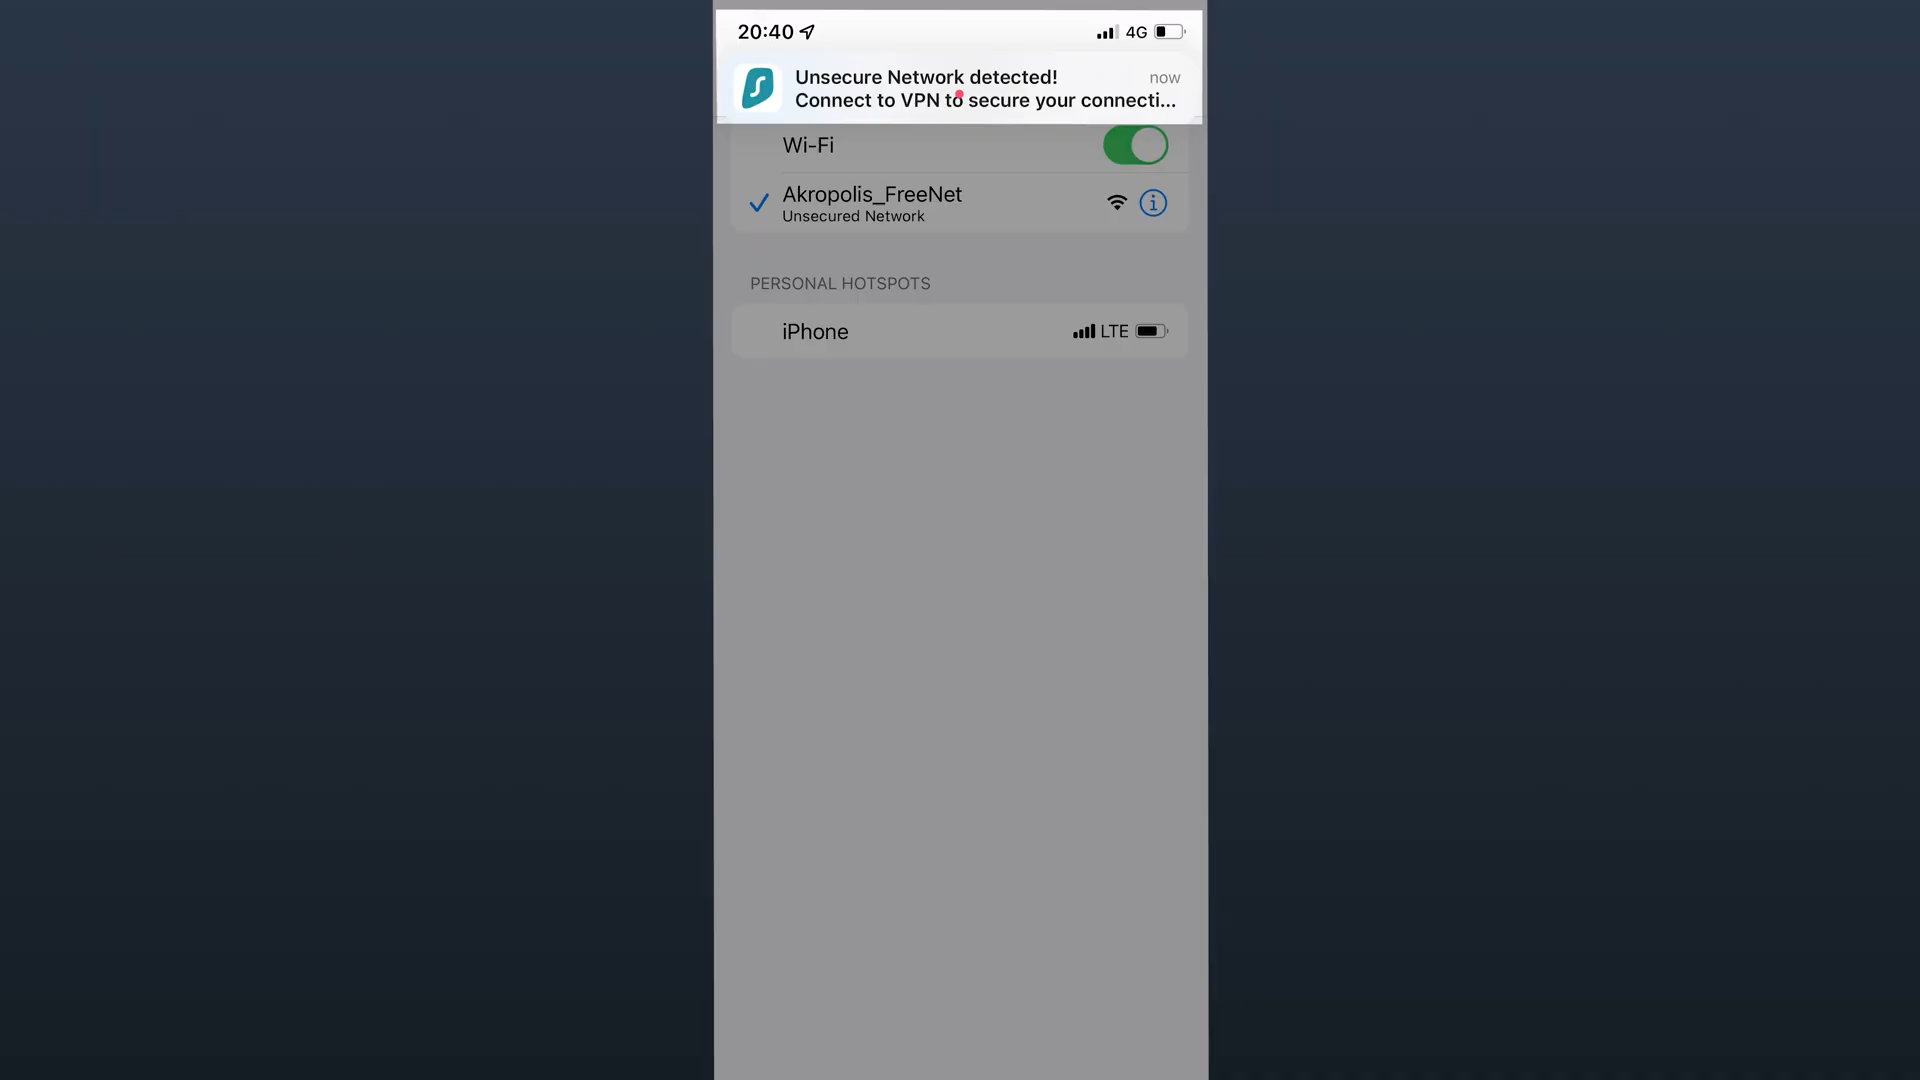 20:40 4G
Unsecure Network detected! now
Connect to VPN to secure your connecti...
Wi-Fi
Akropolis_FreeNet
Unsecured Network
PERSONAL HOTSPOTS
iPhone LTE